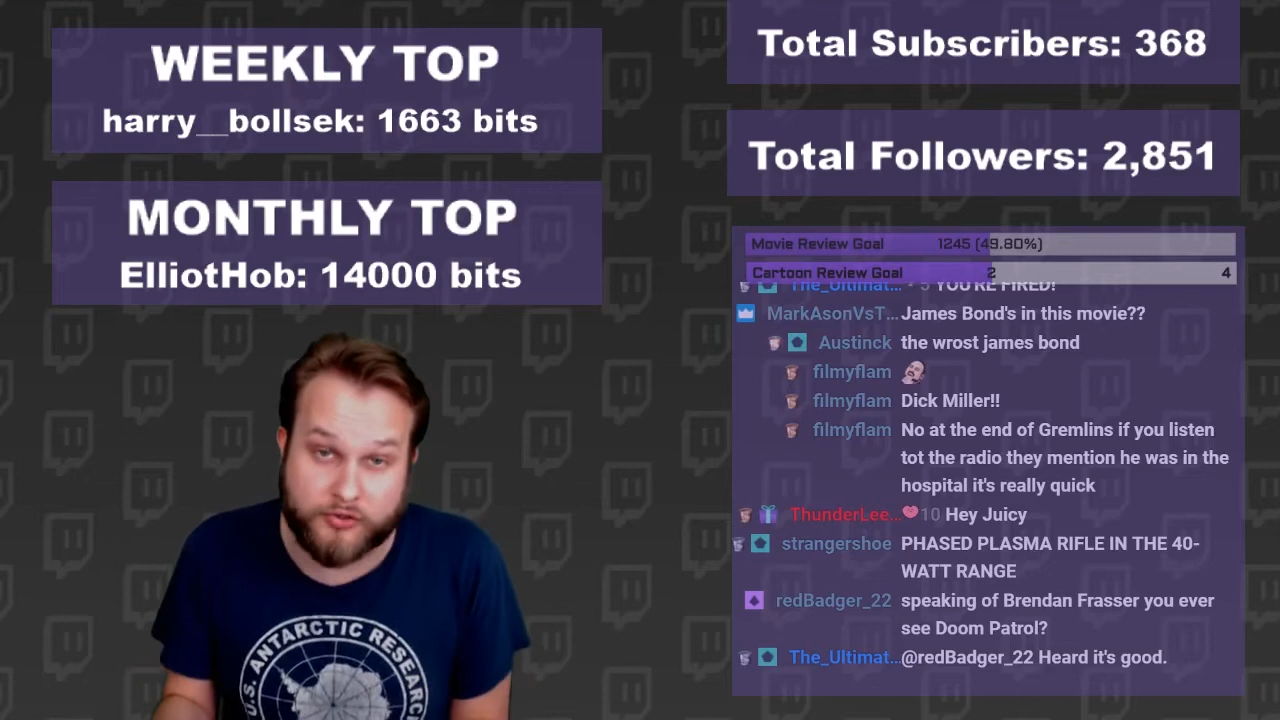 WEEKLY TOP
harry__bollsek: 1663 bits
MONTHLY TOP
ElliotHob: 14000 bits
Total Subscribers: 368
Total Followers: 2,851
Movie Review Goal 1245 (49.80%)
Cartoon Review Goal 2 4
The_Ultimat... 5 YOU'RE FIRED!
MarkAsonVsT... James Bond's in this movie??
Austinck the wrost james bond
filmyflam
filmyflam Dick Miller!!
filmyflam No at the end of Gremlins if you listen
tot the radio they mention he was in the
hospital it's really quick
ThunderLee... 10 Hey Juicy
strangershoe PHASED PLASMA RIFLE IN THE 40-
WATT RANGE
redBadger_22 speaking of Brendan Frasser you ever
see Doom Patrol?
The_Ultimat... @redBadger_22 Heard it's good.
U.S. ANTARCTIC RESEARC